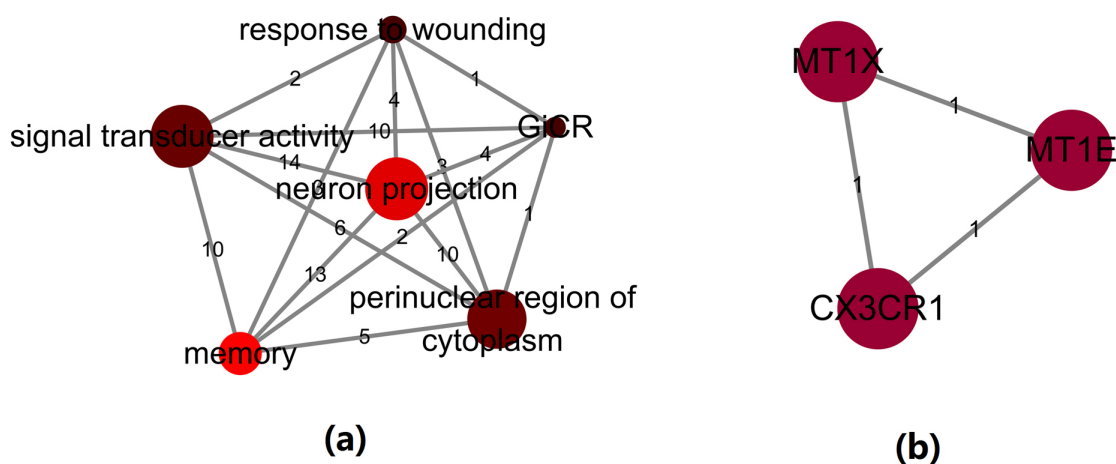 response to wounding
MT1X
2
1
4
1
signal transducer activity
10
GiCR
MT1E
14
3
4
neuron projection
1
1
6
2
1
1
10
10
13
perinuclear region of
CX3CR1
cytoplasm
5
memory
(a)
(b)